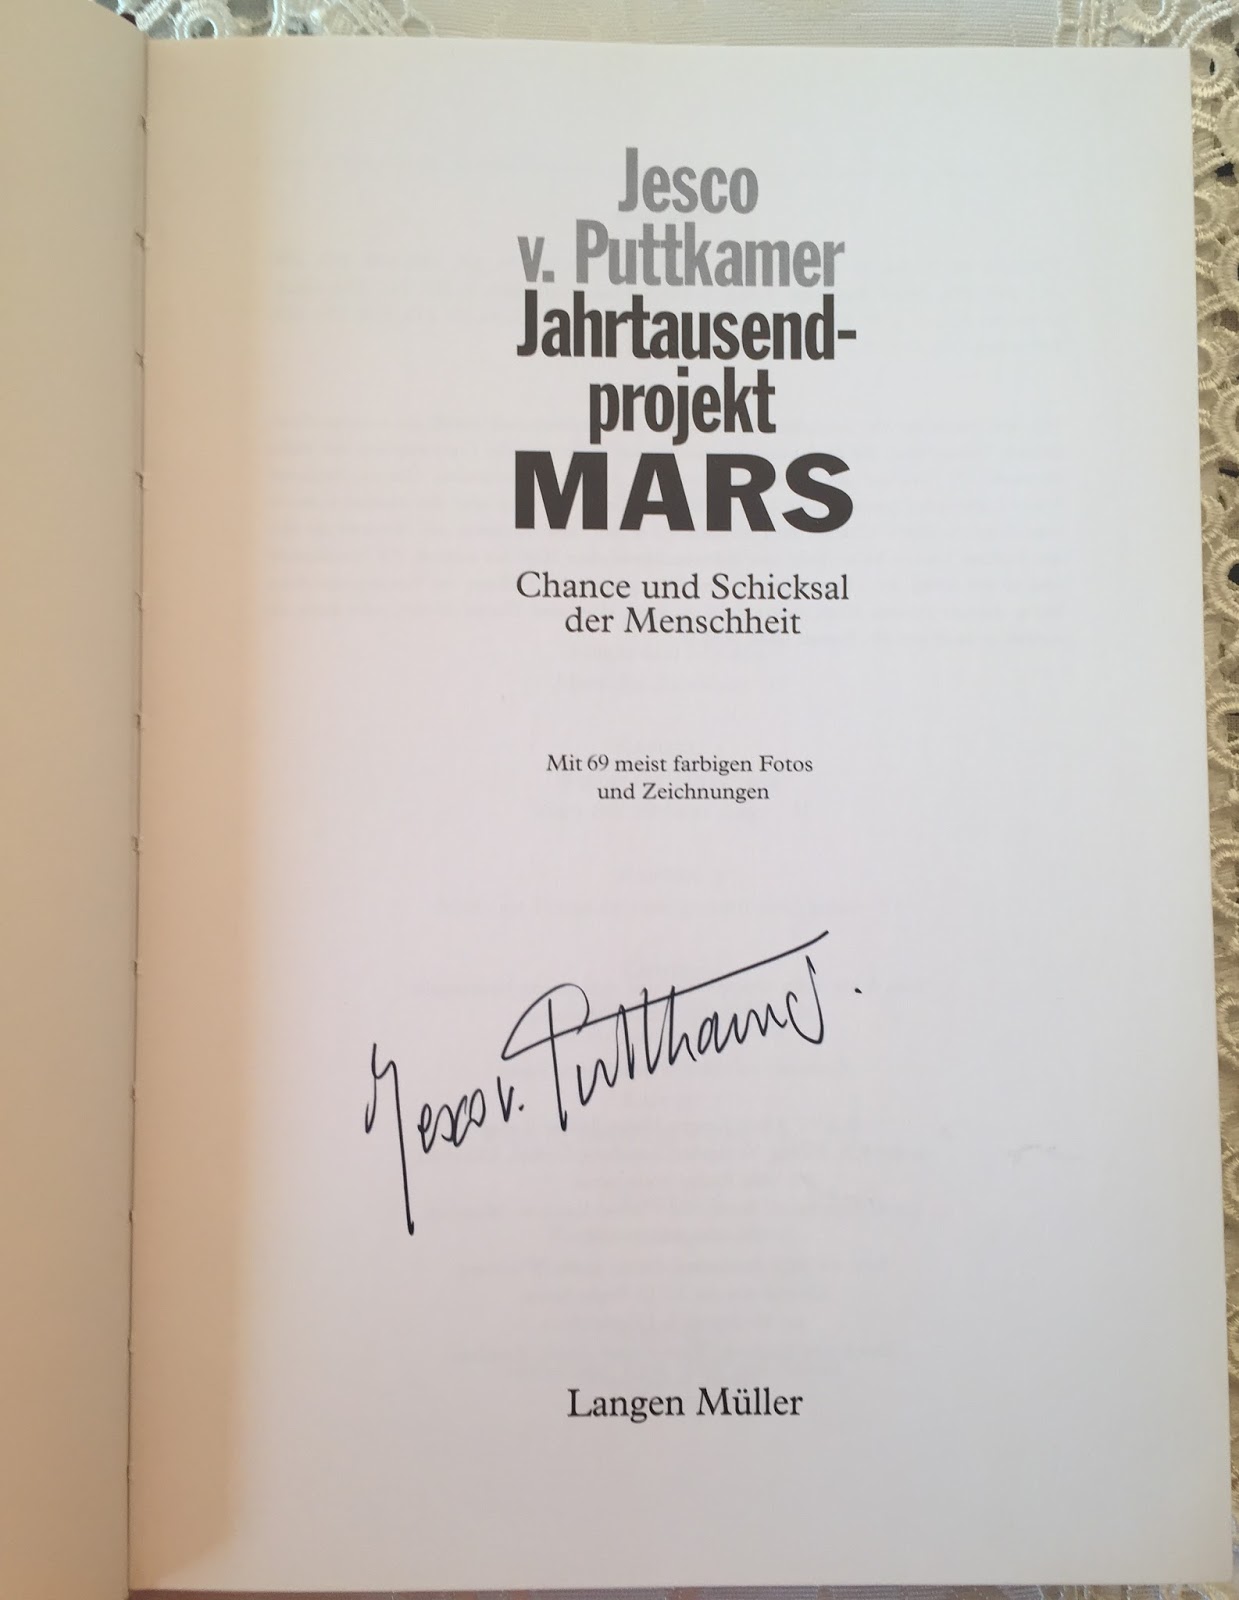 Jesco
v. Puttkamer
Jahrtausend-
projekt
MARS
Chance und Schicksal
der Menschheit
Mit 69 meist farbigen Fotos
und Zeichnungen
Jesco v. Puttkamer.
Langen Müller